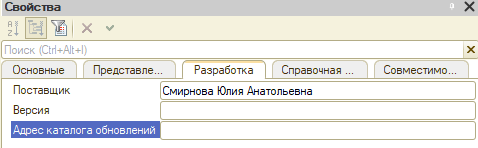 Свойства
Поиск (Ctrl+Alt+I)
Основные Представле... Разработка Справочная ... Совместимо...
Поставщик Смирнова Юлия Анатольевна
Версия
Адрес каталога обновлений